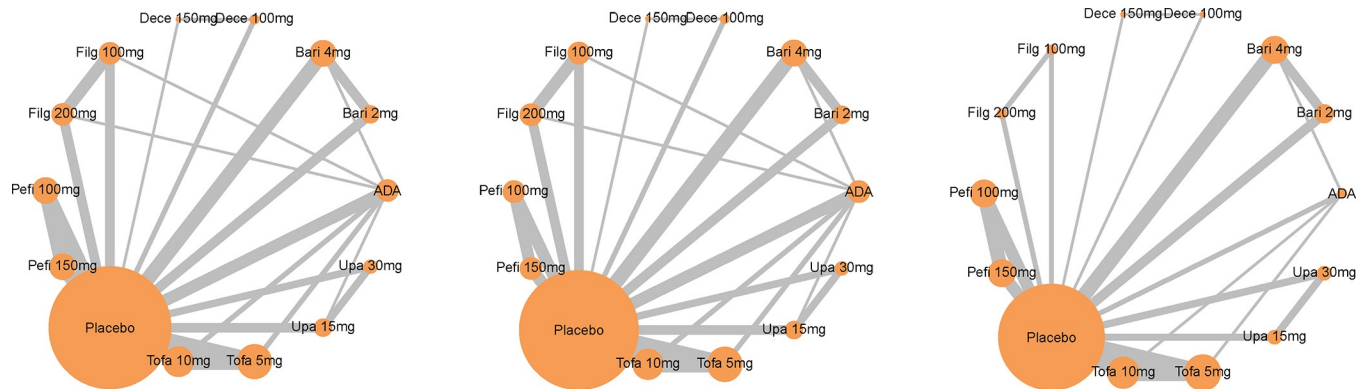 Dece 150mg Dece 100mg
Filg 100mg
Bari 4mg
Filg 200mg
Bari 2mg
Pefi 100mg
ADA
Pefi 150mg
Upa 30mg
Placebo
Upa 15mg
Tofa 10mg
Tofa 5mg
Dece 150mg Dece 100mg
Filg 100mg
Bari 4mg
Filg 200mg
Bari 2mg
Pefi 100mg
ADA
Pefi 150mg
Upa 30mg
Placebo
Upa 15mg
Tofa 10mg
Tofa 5mg
Dece 150mg Dece 100mg
Filg 100mg
Bari 4mg
Filg 200mg
Bari 2mg
Pefi 100mg
ADA
Pefi 150mg
Upa 30mg
Placebo
Upa 15mg
Tofa 10mg
Tofa 5mg